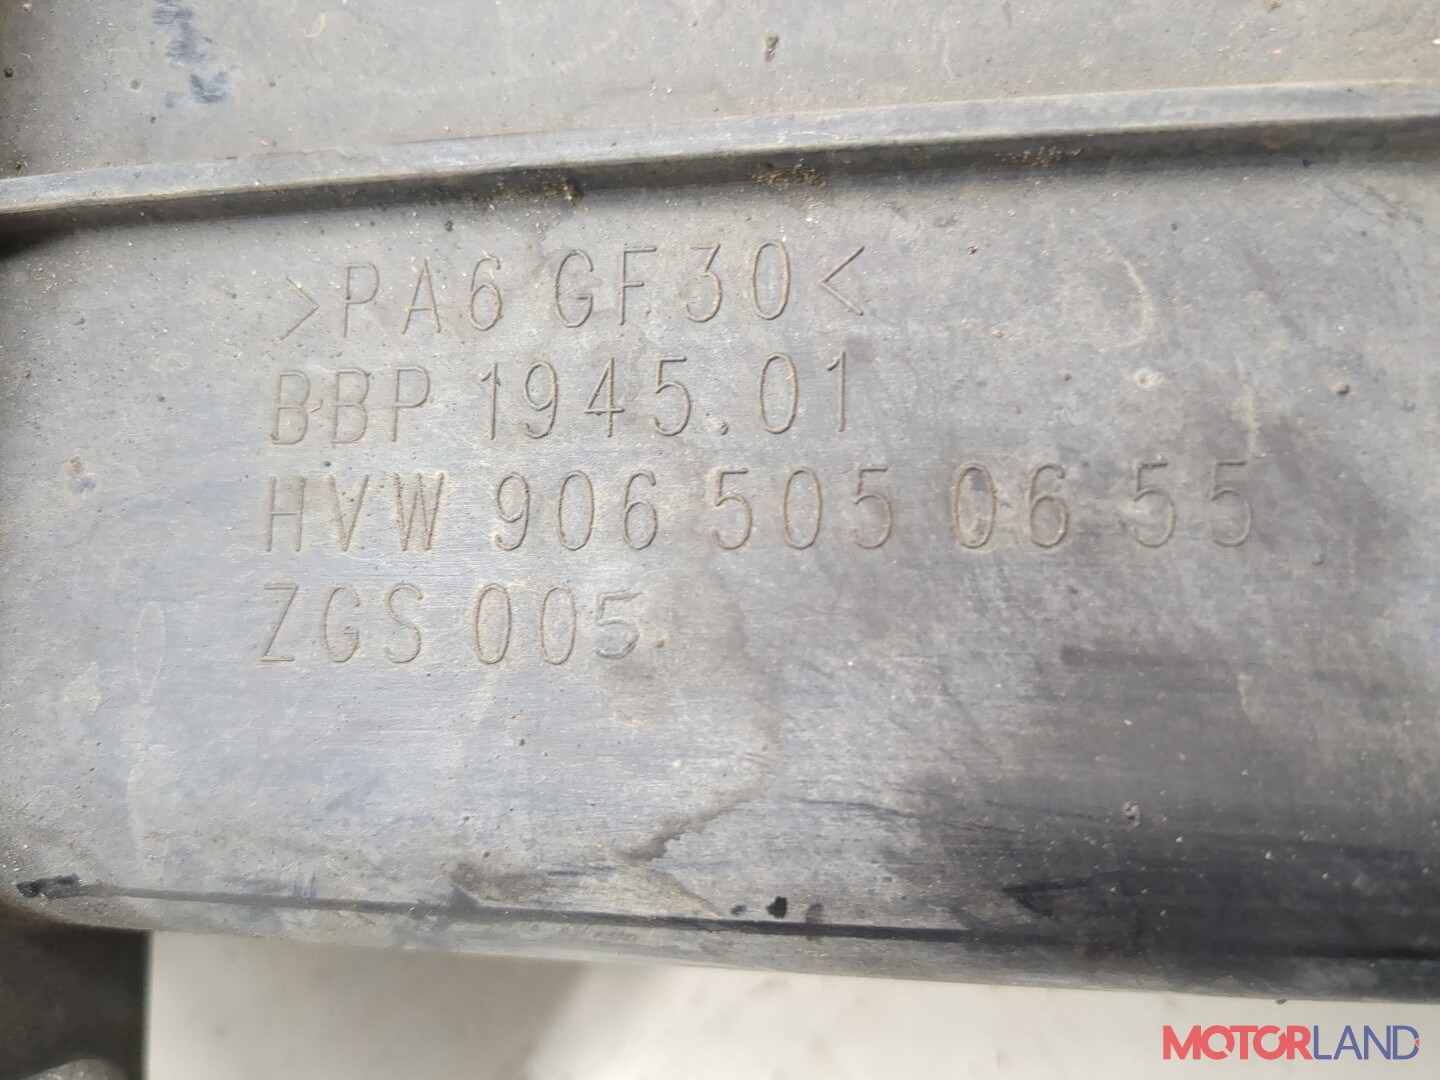 >PA6 GF30<
BBP 1945.01
HVW 906 505 06 55
ZGS 005
MOTORLAND